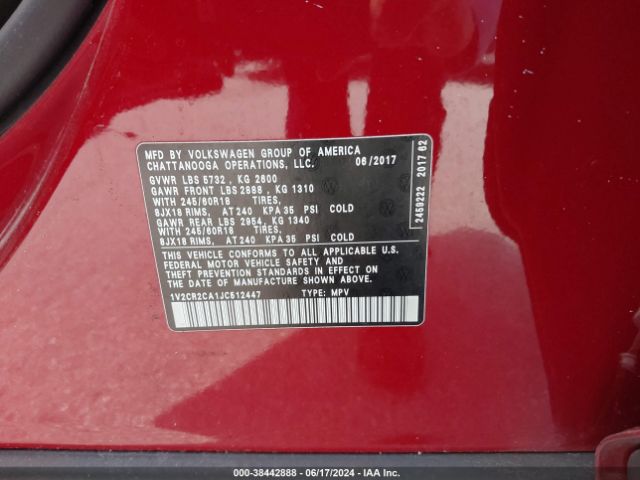 MFD BY VOLKSWAGEN GROUP OF AMERICA
CHATTANOOGA OPERATIONS, LLC. 06/2017
GVWR LBS 5732 , KG 2600
GAWR FRONT LBS 2888 , KG 1310
WITH 245/60R18 TIRES,
8JX18 RIMS, AT 240 KPA 35 PSI COLD
GAWR REAR LBS 2954, KG 1340
WITH 245/60R18 TIRES,
8JX18 RIMS, AT 240 KPA 35 PSI COLD
THIS VEHICLE CONFORMS TO ALL APPLICABLE U.S.
FEDERAL MOTOR VEHICLE SAFETY AND
THEFT PREVENTION STANDARDS IN EFFECT ON
THE DATE OF MANUFACTURE SHOWN ABOVE.
1V2CR2CA1JC512447 TYPE: MPV
2459222 2017 62
000-38442888 - 06/17/2024 - IAA Inc.